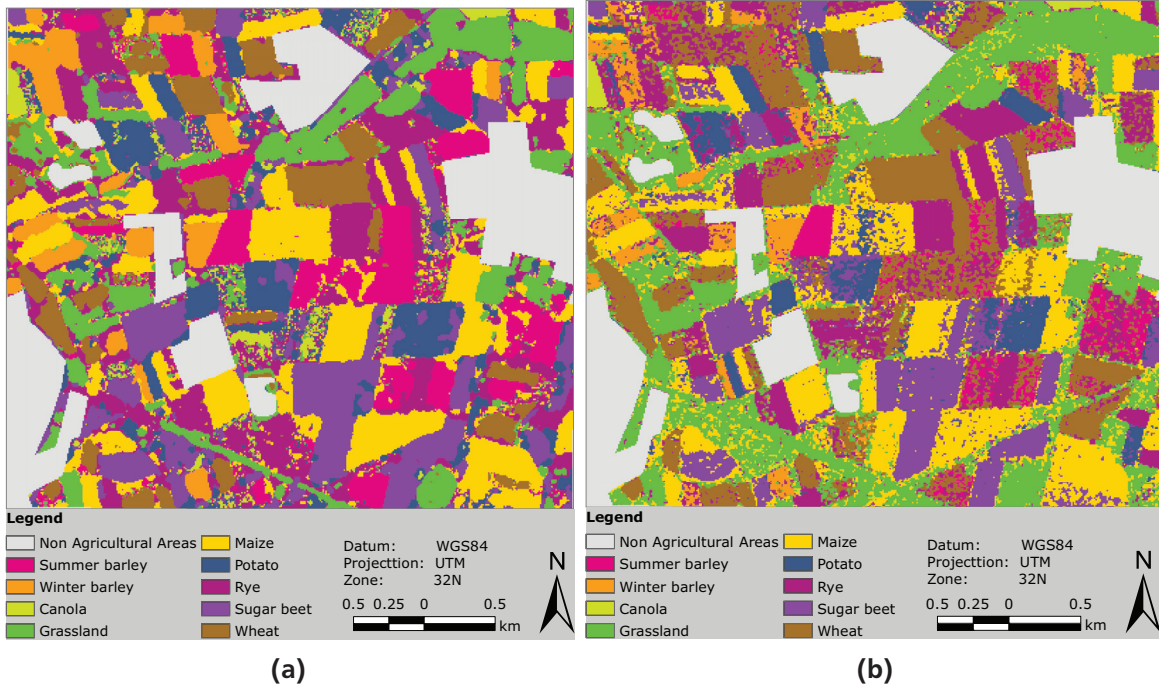 Legend
Non Agricultural Areas
Summer barley
Winter barley
Canola
Grassland
Maize
Potato
Rye
Sugar beet
Wheat
Datum: WGS84
Projecttion: UTM
Zone: 32N
0.5 0.25 0 0.5
km
N
(a)
Legend
Non Agricultural Areas
Summer barley
Winter barley
Canola
Grassland
Maize
Potato
Rye
Sugar beet
Wheat
Datum: WGS84
Projecttion: UTM
Zone: 32N
0.5 0.25 0 0.5
km
N
(b)